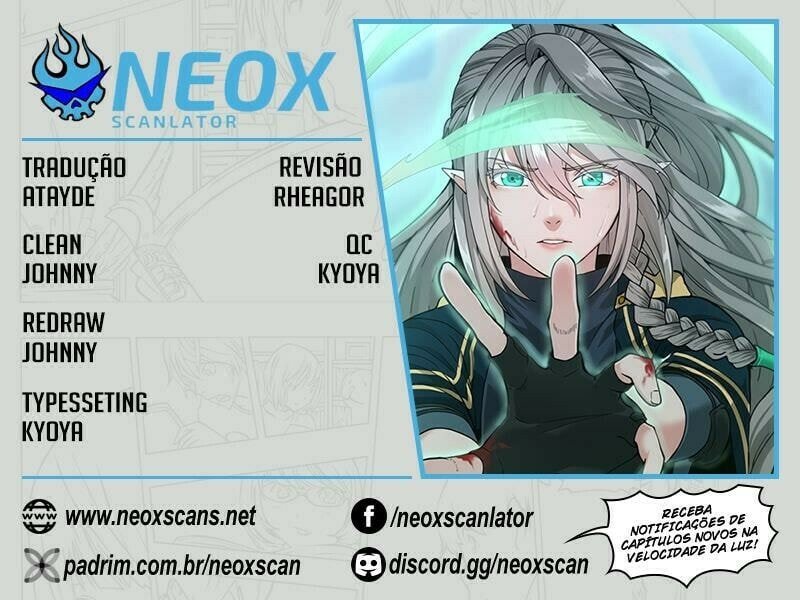 NEOX
SCANLATOR
TRADUÇÃO
ATAYDE
REVISÃO
RHEAGOR
CLEAN
JOHNNY
QC
KYOYA
REDRAW
JOHNNY
TYPESSETING
KYOYA
www.neoxscans.net
/neoxscanlator
padrim.com.br/neoxscan
discord.gg/neoxscan
RECEBA
NOTIFICAÇÕES DE
CAPÍTULOS NOVOS NA
VELOCIDADE DA LUZ!